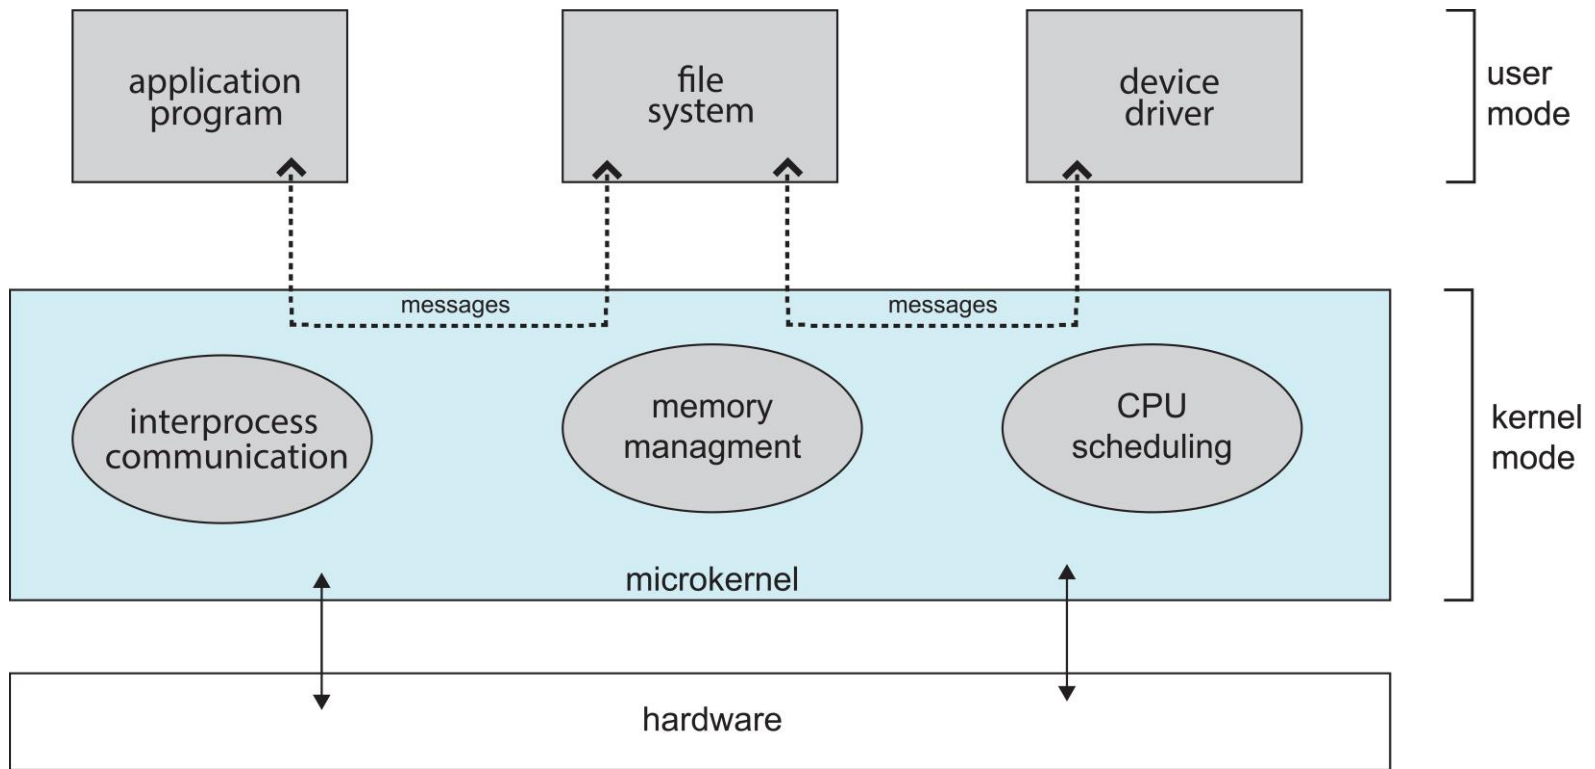 application
program
file
system
device
driver
user
mode
messages
messages
interprocess
communication
memory
managment
CPU
scheduling
kernel
mode
microkernel
hardware